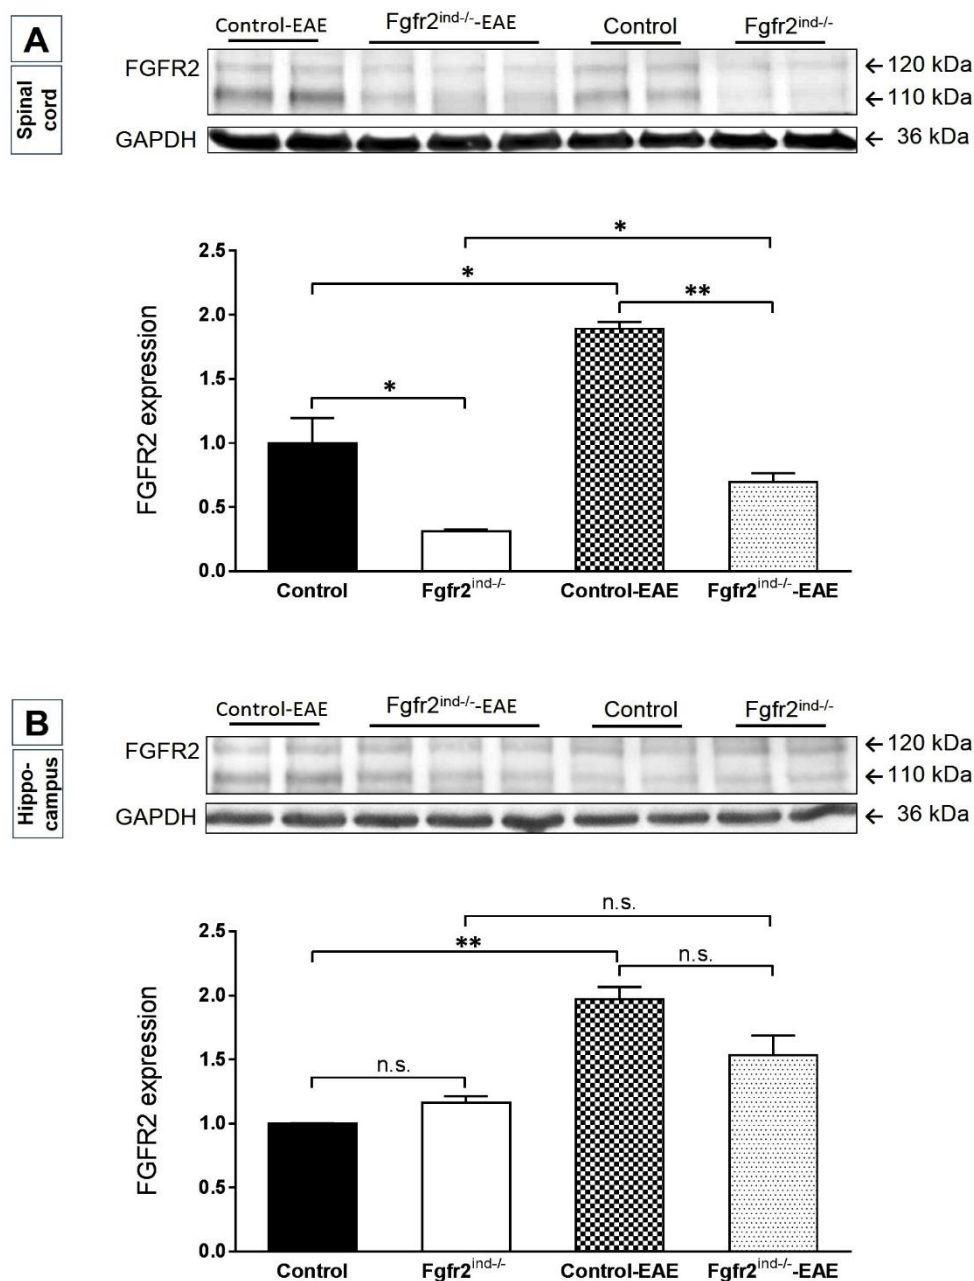 A
Spinal
cord
Control-EAE Fgfr2ind-/--EAE Control Fgfr2ind-/-
FGFR2 ← 120 kDa
← 110 kDa
GAPDH ← 36 kDa
FGFR2 expression
2.5
2.0
1.5
1.0
0.5
0.0
*
*
**
*
Control Fgfr2ind-/- Control-EAE Fgfr2ind-/--EAE
B
Hippo-
campus
Control-EAE Fgfr2ind-/--EAE Control Fgfr2ind-/-
FGFR2 ← 120 kDa
← 110 kDa
GAPDH ← 36 kDa
FGFR2 expression
2.5
2.0
1.5
1.0
0.5
0.0
n.s.
**
n.s.
n.s.
Control Fgfr2ind-/- Control-EAE Fgfr2ind-/--EAE